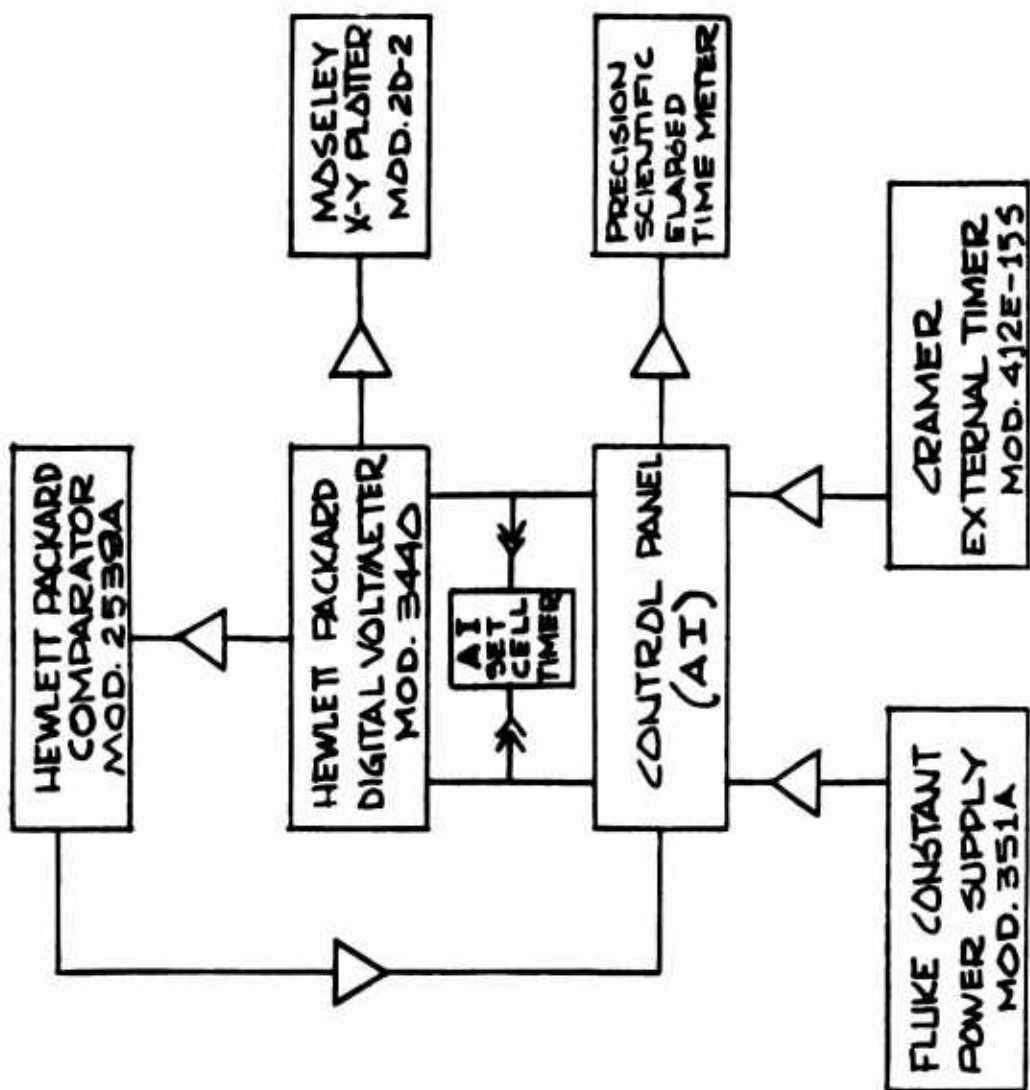 HEWLETT PACKARD
COMPARATOR
MOD. 2539A
MOSELEY
X-Y PLOTTER
MOD. 2D-2
HEWLETT PACKARD
DIGITAL VOLTMETER
MOD. 3440
AI
SET
CELL
TIMER
PRECISION
SCIENTIFIC
ELAPSED
TIME METER
CONTROL PANEL
(AI)
CRAMER
EXTERNAL TIMER
MOD. 412E-15S
FLUKE CONSTANT
POWER SUPPLY
MOD. 351A